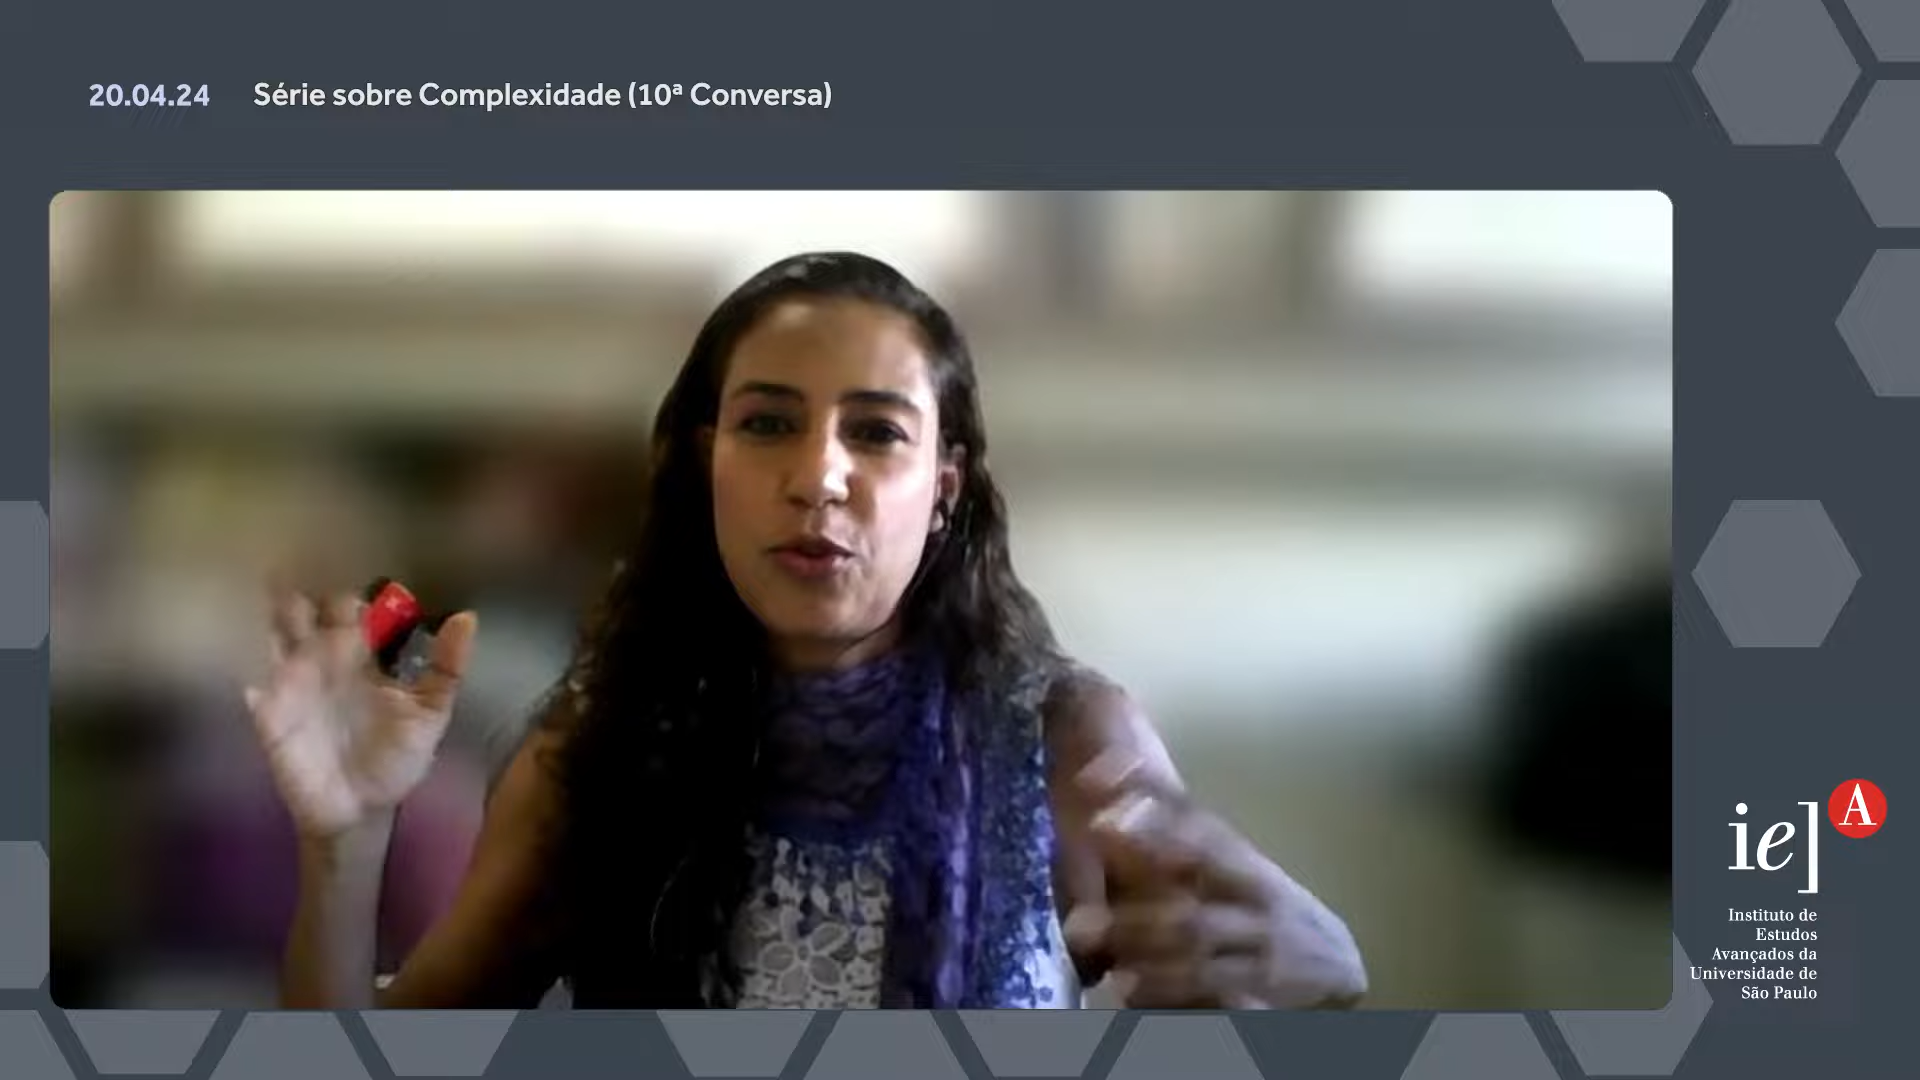 20.04.24 Série sobre Complexidade (10ª Conversa)
ie] A
Instituto de
Estudos
Avançados da
Universidade de
São Paulo